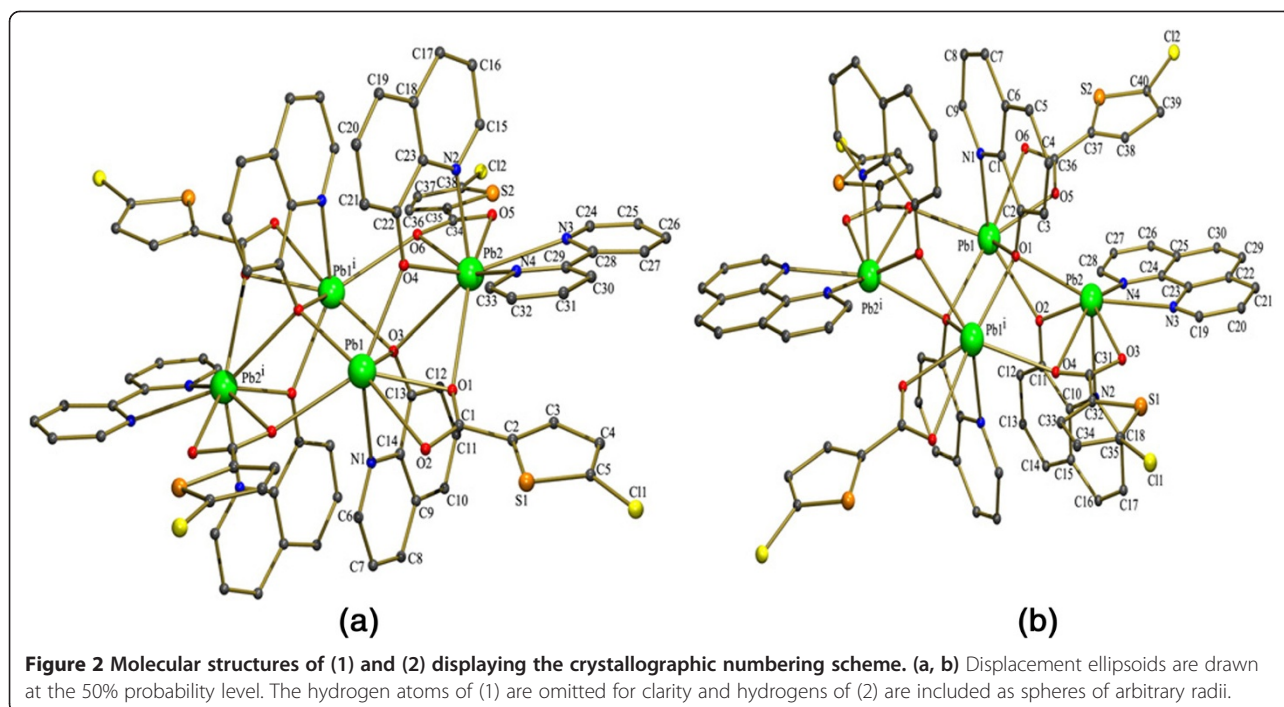 C17
C16
C19
C18
C20
C15
C23
N2
Cl2
C21
C37
C38
S2
C22
C36
C35
C34
O5
C24
C25
N3
C26
O6
Pb2
C29
C28
C27
O4
N4
C30
Pb1i
C33
C32
C31
Pb1
O3
C12
C13
O1
Pb2i
C1
C3
C14
C11
C2
C4
N1
O2
C5
C10
S1
C6
C9
Cl1
C7
C8
(a)
Cl2
C8
C7
C40
S2
C6
C39
C9
C5
O6
C4
C37
C38
N1
C1
C36
O5
C2
C3
Pb1
O1
C27
C26
C25
C30
C29
C28
Pb2
C24
C22
Pb2i
N4
C23
C21
O2
N3
C20
C19
Pb1i
C31
O3
O4
C12
C11
C10
N2
S1
C32
C13
C33
C34
C18
C35
C14
C15
Cl1
C16
C17
(b)
Figure 2 Molecular structures of (1) and (2) displaying the crystallographic numbering scheme. (a, b) Displacement ellipsoids are drawn
at the 50% probability level. The hydrogen atoms of (1) are omitted for clarity and hydrogens of (2) are included as spheres of arbitrary radii.